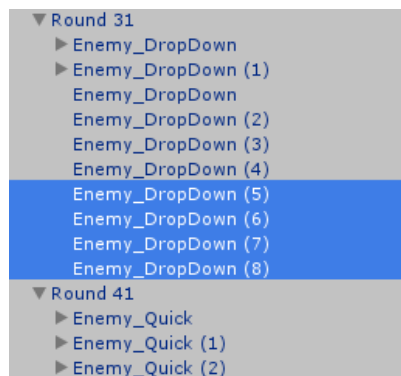 Round 31
Enemy_DropDown
Enemy_DropDown (1)
Enemy_DropDown
Enemy_DropDown (2)
Enemy_DropDown (3)
Enemy_DropDown (4)
Enemy_DropDown (5)
Enemy_DropDown (6)
Enemy_DropDown (7)
Enemy_DropDown (8)
Round 41
Enemy_Quick
Enemy_Quick (1)
Enemy_Quick (2)